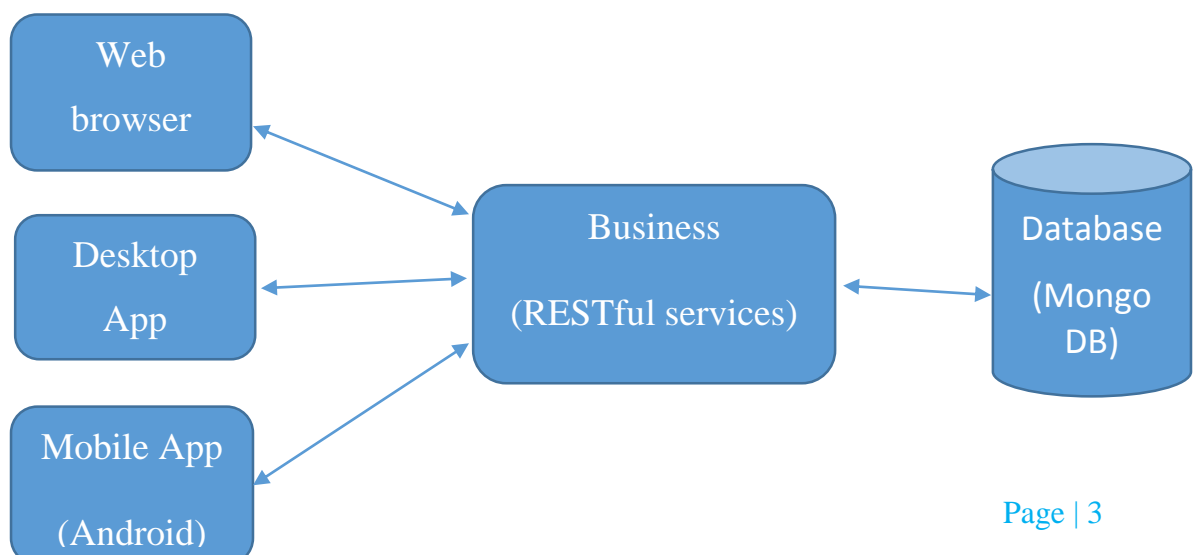 Web
browser
Desktop
App
Mobile App
(Android)
Business
(RESTful services)
Database
(Mongo
DB)
Page | 3